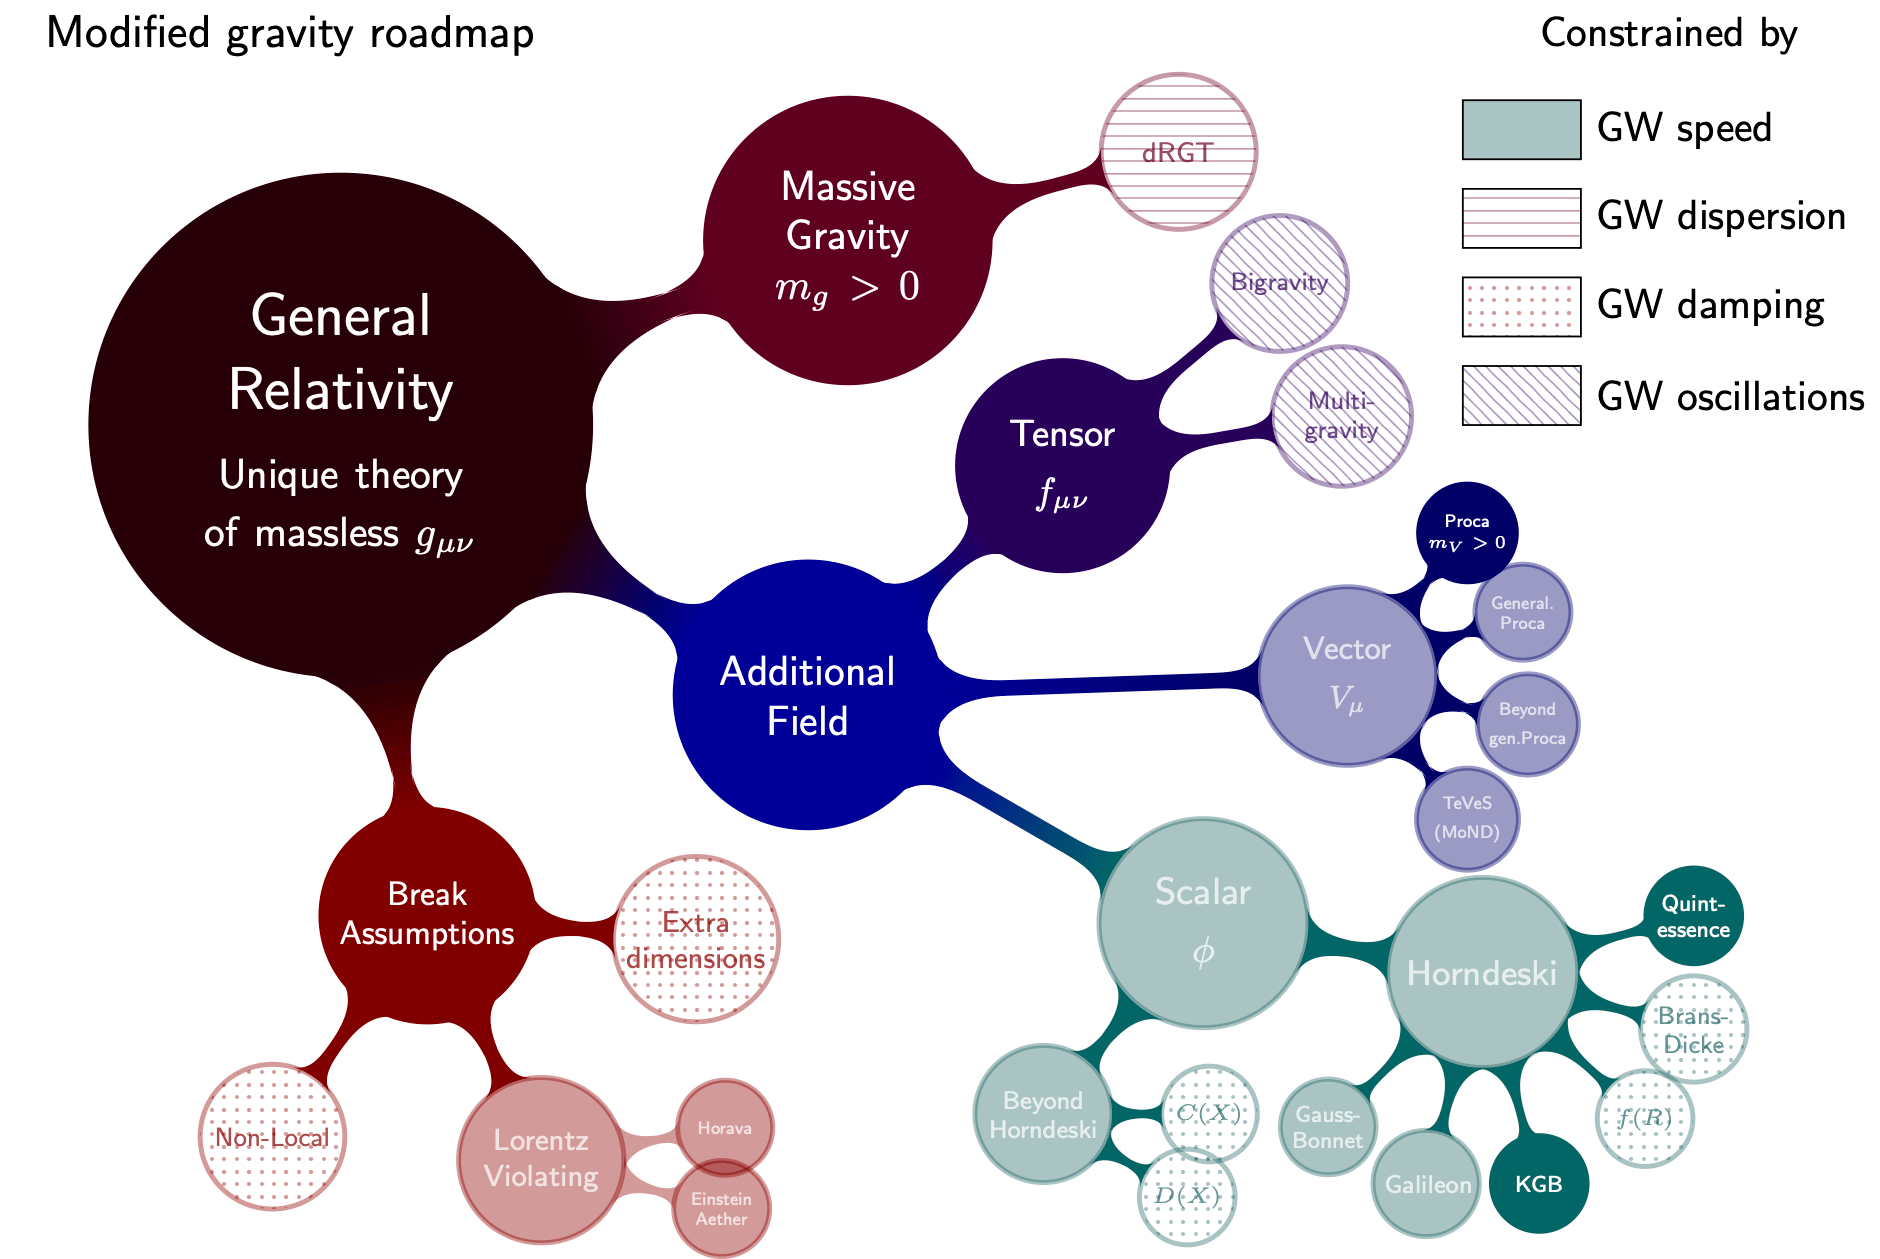 Modified gravity roadmap
Constrained by
GW speed
GW dispersion
GW damping
GW oscillations
General
Relativity
Unique theory
of massless $g_{\mu\nu}$
Massive
Gravity
$m_g > 0$
dRGT
Bigravity
Multi-
gravity
Tensor
$f_{\mu\nu}$
Additional
Field
Vector
$V_\mu$
Proca
$m_V > 0$
General.
Proca
Beyond
gen.Proca
TeVeS
(MoND)
Scalar
$\phi$
Horndeski
Quint-
essence
Brans-
Dicke
$f(R)$
KGB
Galileon
Gauss-
Bonnet
Beyond
Horndeski
$C(X)$
$D(X)$
Break
Assumptions
Extra
dimensions
Non-Local
Lorentz
Violating
Horava
Einstein
Aether